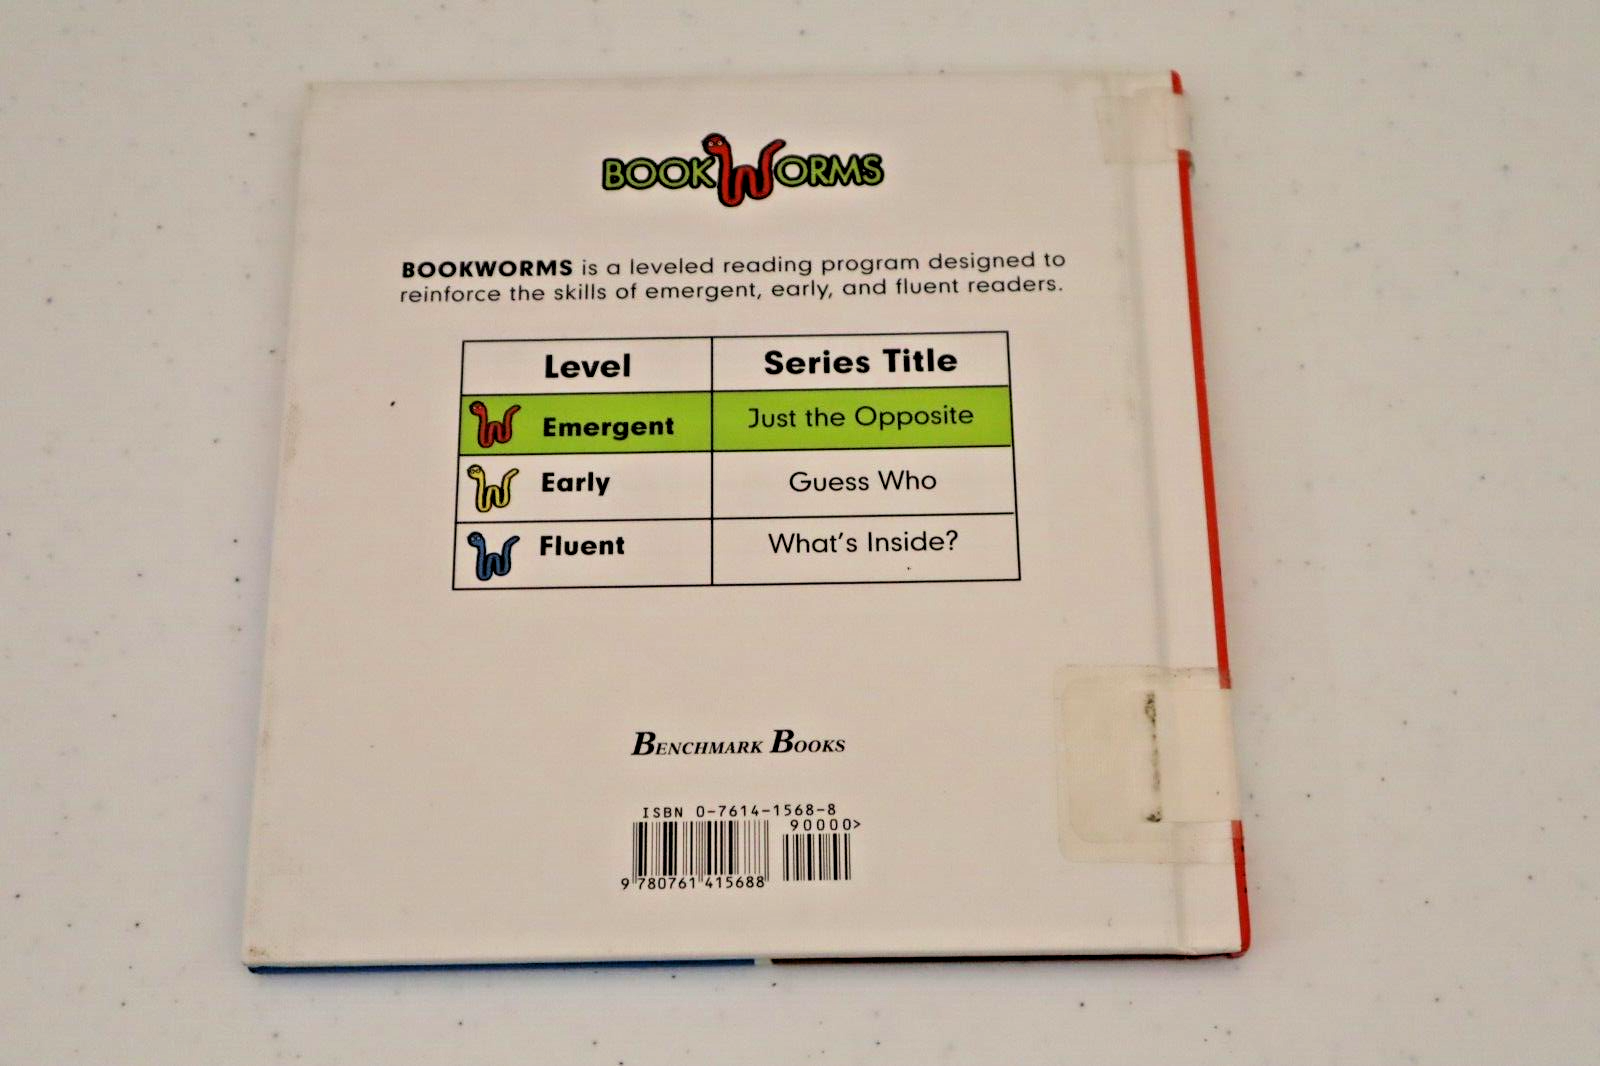 BOOKWORMS
BOOKWORMS is a leveled reading program designed to
reinforce the skills of emergent, early, and fluent readers.
Level Series Title
Emergent Just the Opposite
Early Guess Who
Fluent What's Inside?
BENCHMARK BOOKS
ISBN 0-7614-1568-8
90000>
9 780761 415688